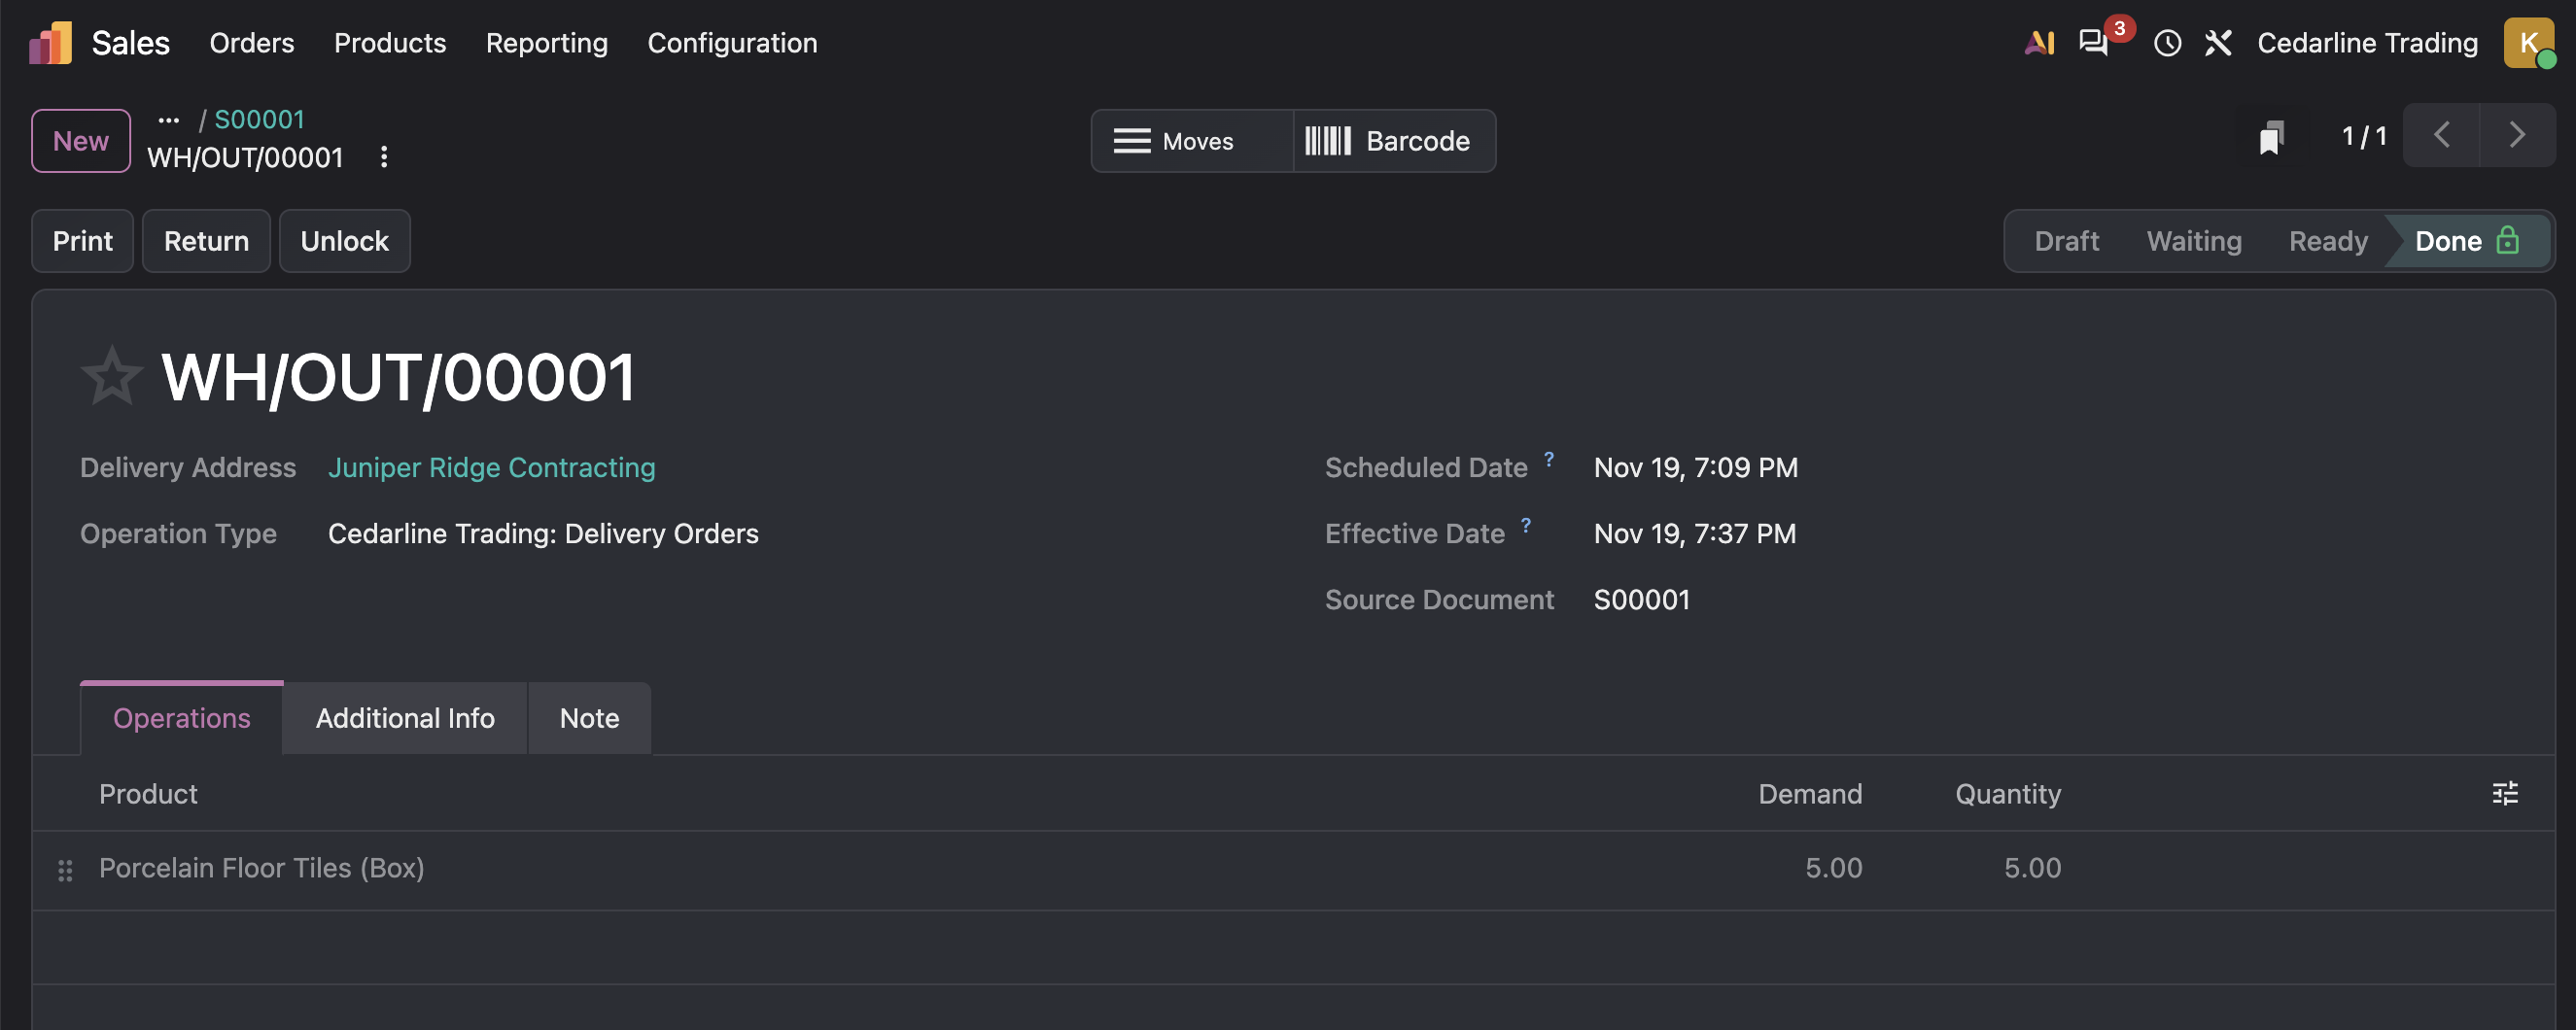 Sales Orders Products Reporting Configuration AI 3 Cedarline Trading K
New ... / S00001
WH/OUT/00001
Moves Barcode 1 / 1
Print Return Unlock Draft Waiting Ready Done
WH/OUT/00001
Delivery Address Juniper Ridge Contracting Scheduled Date ? Nov 19, 7:09 PM
Operation Type Cedarline Trading: Delivery Orders Effective Date ? Nov 19, 7:37 PM
Source Document S00001
Operations Additional Info Note
Product Demand Quantity
Porcelain Floor Tiles (Box) 5.00 5.00